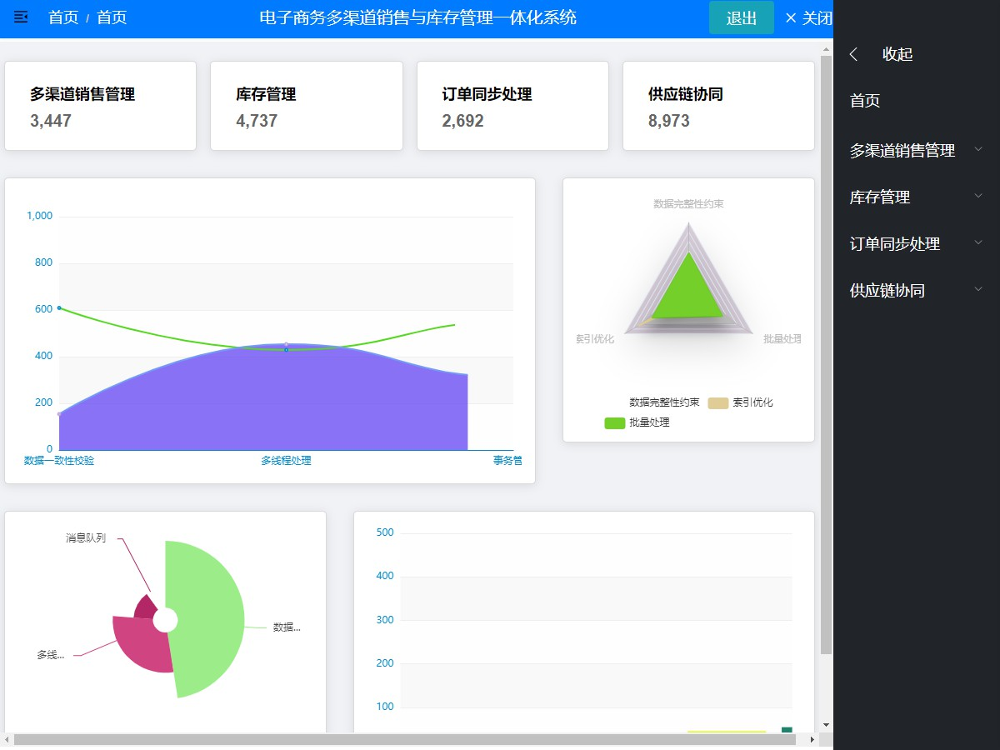 首页 / 首页
电子商务多渠道销售与库存管理一体化系统
退出
× 关闭
收起
首页
多渠道销售管理
库存管理
订单同步处理
供应链协同
多渠道销售管理
3,447
库存管理
4,737
订单同步处理
2,692
供应链协同
8,973
1,000
800
600
400
200
0
数据一致性校验
多线程处理
事务管
数据完整性约束
索引优化
批量处理
数据完整性约束
索引优化
批量处理
消息队列
数据...
多线...
500
400
300
200
100